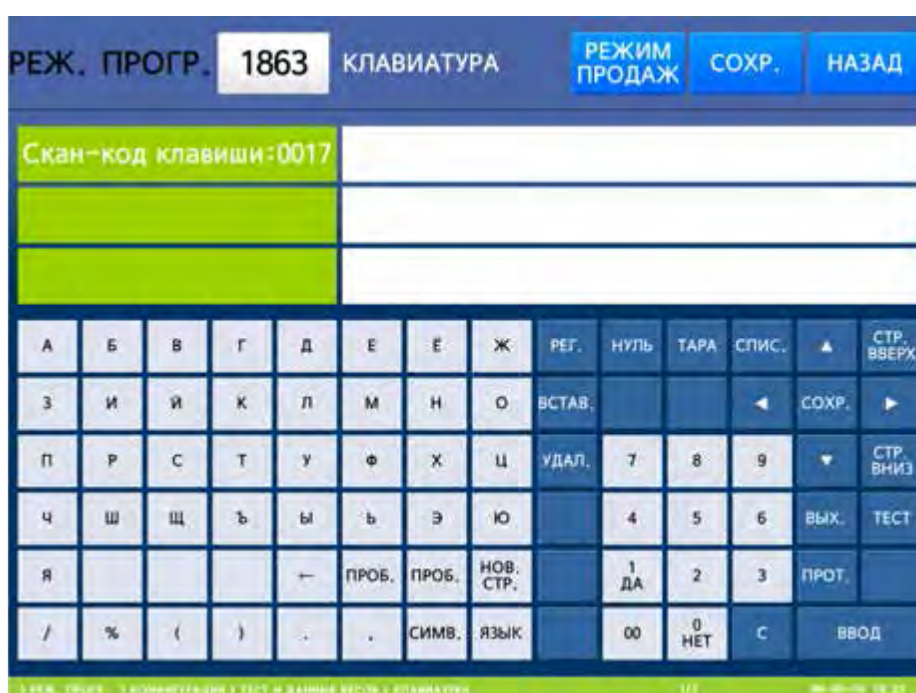 РЕЖ. ПРОГР. 1863 КЛАВИАТУРА РЕЖИМ ПРОДАЖ СОХР. НАЗАД
Скан-код клавиши:0017
А Б В Г Д Е Ё Ж РЕГ. НУЛЬ ТАРА СПИС. ▲ СТР. ВВЕРХ
З И Й К Л М Н О ВСТАВ. ◀ СОХР. ▶
П Р С Т У Ф Х Ц УДАЛ. 7 8 9 ▼ СТР. ВНИЗ
Ч Ш Щ Ъ Ы Ь Э Ю 4 5 6 ВЫХ. ТЕСТ
Я ← ПРОБ. ПРОБ. НОВ. СТР. 1 ДА 2 3 ПРОТ.
/ % ( ) . , СИМВ. ЯЗЫК 00 0 НЕТ С ВВОД
1/1